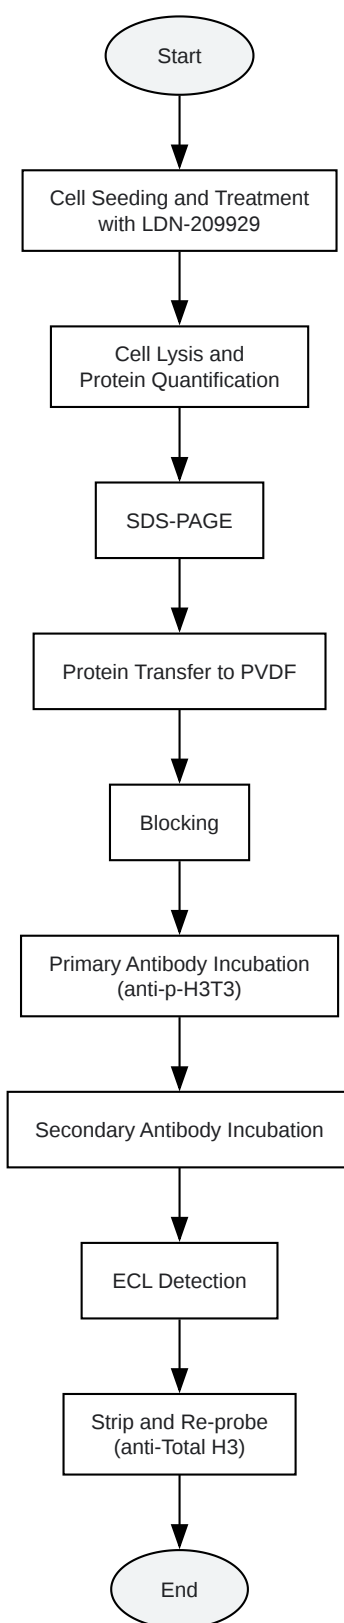 Start
Cell Seeding and Treatment
with LDN-209929
Cell Lysis and
Protein Quantification
SDS-PAGE
Protein Transfer to PVDF
Blocking
Primary Antibody Incubation
(anti-p-H3T3)
Secondary Antibody Incubation
ECL Detection
Strip and Re-probe
(anti-Total H3)
End